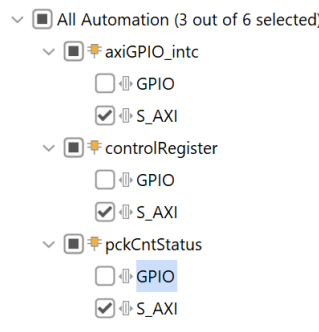 All Automation (3 out of 6 selected)
axiGPIO_intc
GPIO
S_AXI
controlRegister
GPIO
S_AXI
pckCntStatus
GPIO
S_AXI